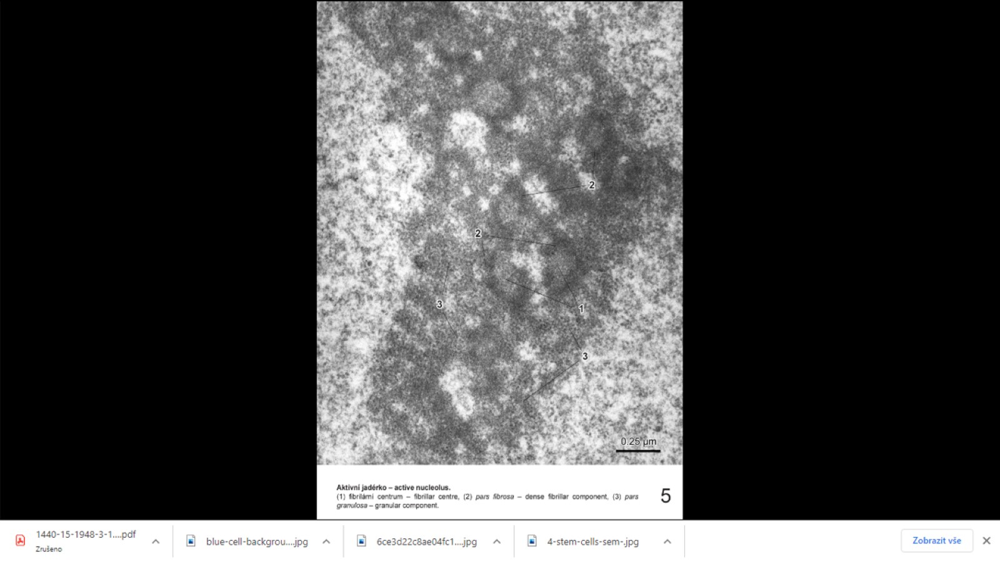 2
2
3
1
3
0.25 µm
Aktivní jadérko – active nucleolus.
(1) fibrilární centrum – fibrillar centre, (2) pars fibrosa – dense fibrillar component, (3) pars
granulosa – granular component.
5
1440-15-1948-3-1....pdf
Zrušeno
blue-cell-backgrou....jpg
6ce3d22c8ae04fc1....jpg
4-stem-cells-sem-.jpg
Zobrazit vše